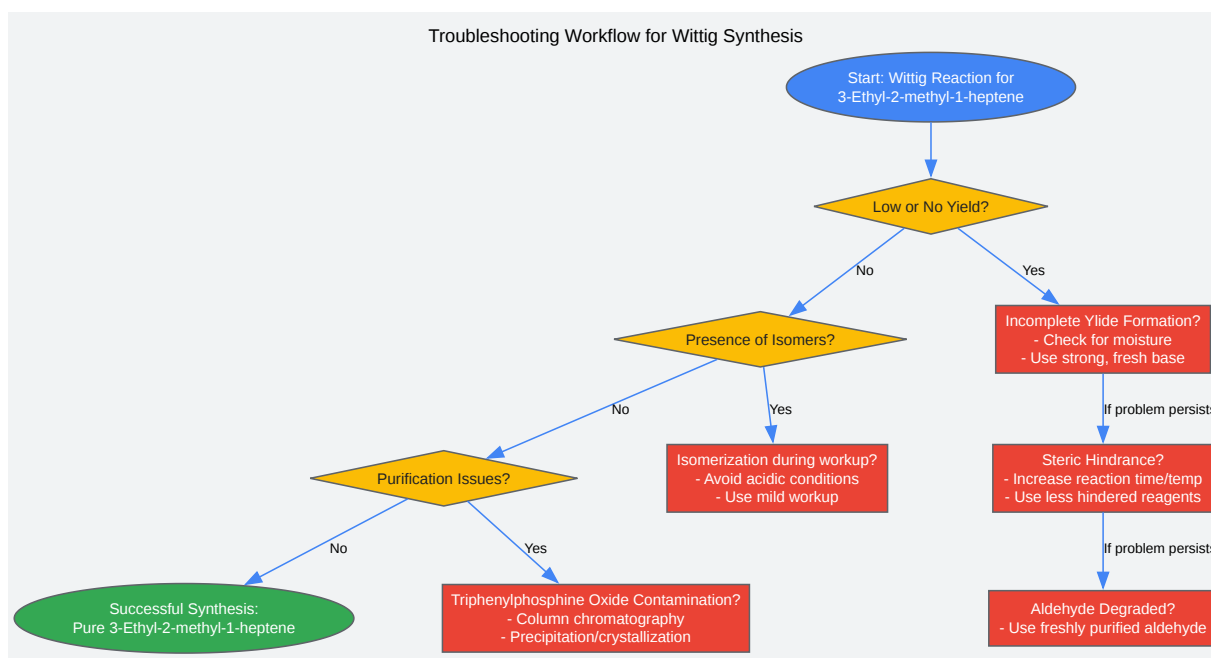 Troubleshooting Workflow for Wittig Synthesis
Start: Wittig Reaction for
3-Ethyl-2-methyl-1-heptene
Low or No Yield?
No
Yes
Presence of Isomers?
Incomplete Ylide Formation?
- Check for moisture
- Use strong, fresh base
No
Yes
If problem persists
Purification Issues?
Isomerization during workup?
- Avoid acidic conditions
- Use mild workup
Steric Hindrance?
- Increase reaction time/temp
- Use less hindered reagents
No
Yes
If problem persists
Successful Synthesis:
Pure 3-Ethyl-2-methyl-1-heptene
Triphenylphosphine Oxide Contamination?
- Column chromatography
- Precipitation/crystallization
Aldehyde Degraded?
- Use freshly purified aldehyde